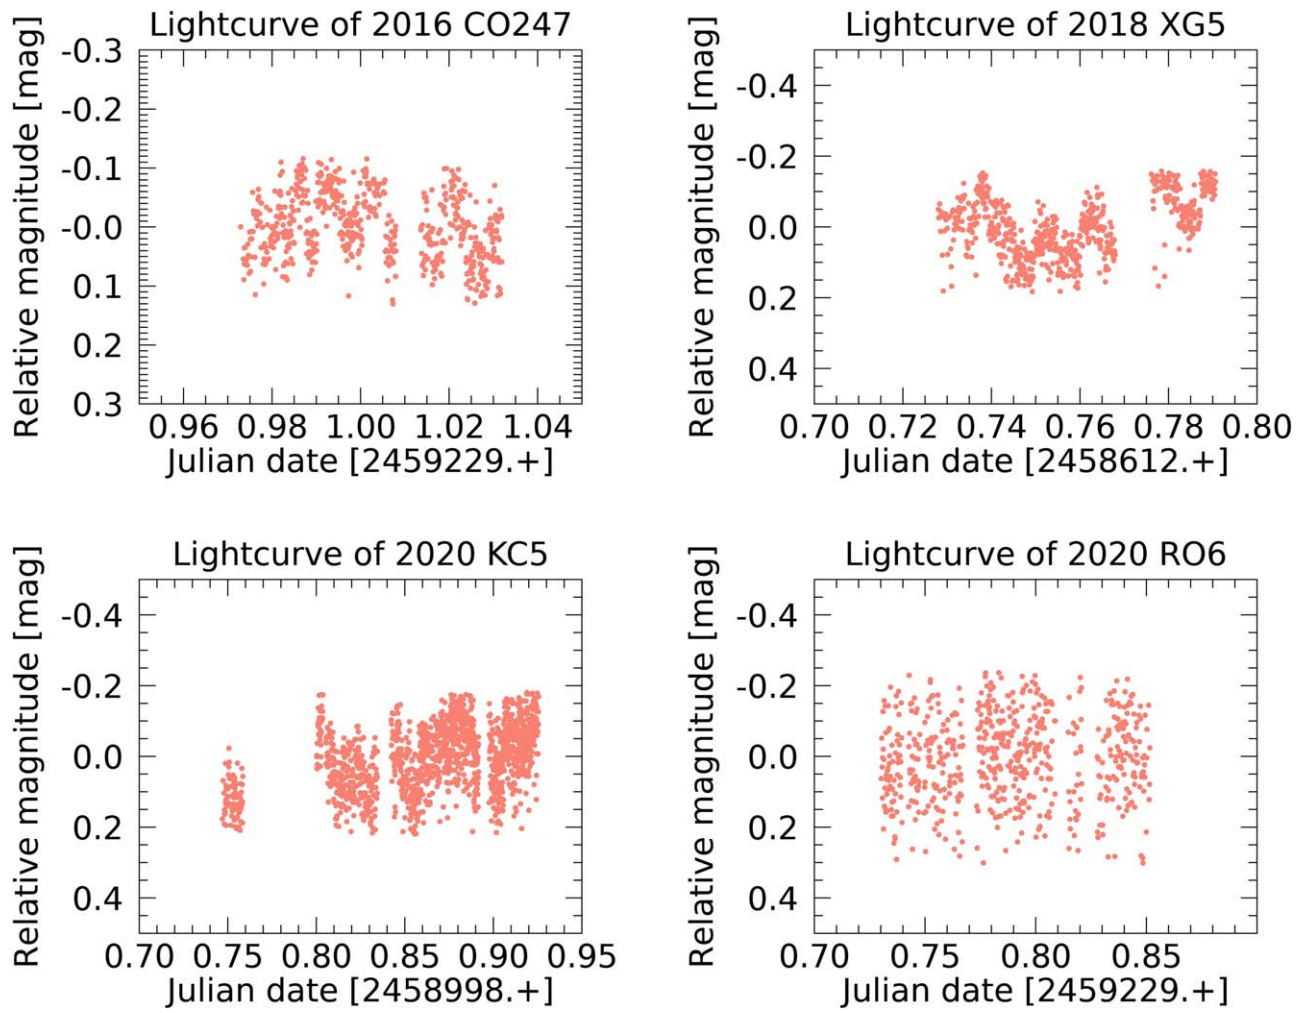 Lightcurve of 2016 CO247
Relative magnitude [mag]
-0.3
-0.2
-0.1
-0.0
0.1
0.2
0.3
0.96 0.98 1.00 1.02 1.04
Julian date [2459229.+]
Lightcurve of 2018 XG5
Relative magnitude [mag]
-0.4
-0.2
0.0
0.2
0.4
0.70 0.72 0.74 0.76 0.78 0.80
Julian date [2458612.+]
Lightcurve of 2020 KC5
Relative magnitude [mag]
-0.4
-0.2
0.0
0.2
0.4
0.70 0.75 0.80 0.85 0.90 0.95
Julian date [2458998.+]
Lightcurve of 2020 RO6
Relative magnitude [mag]
-0.4
-0.2
0.0
0.2
0.4
0.70 0.75 0.80 0.85
Julian date [2459229.+]